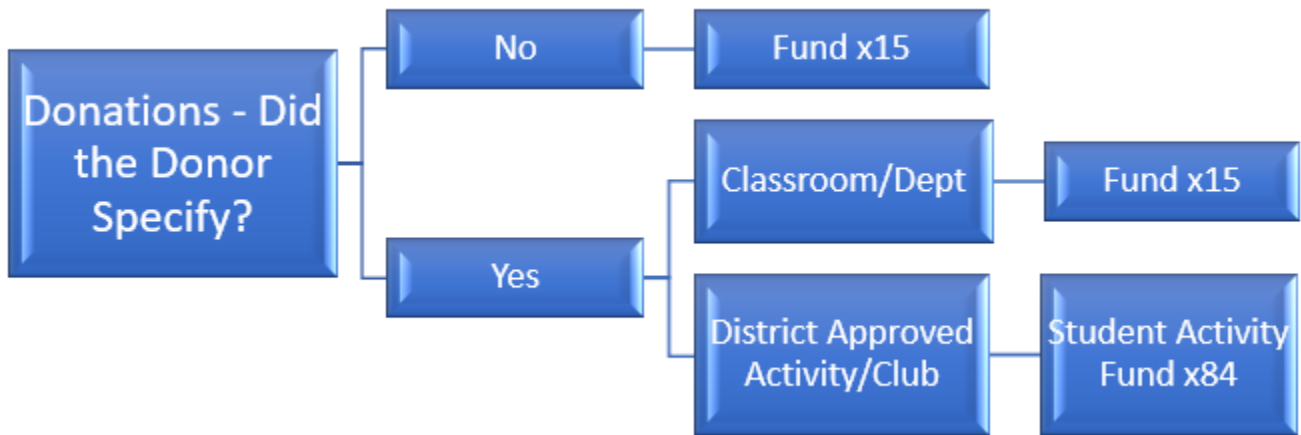 Donations - Did
the Donor
Specify?
No
Fund x15
Yes
Classroom/Dept
Fund x15
District Approved
Activity/Club
Student Activity
Fund x84